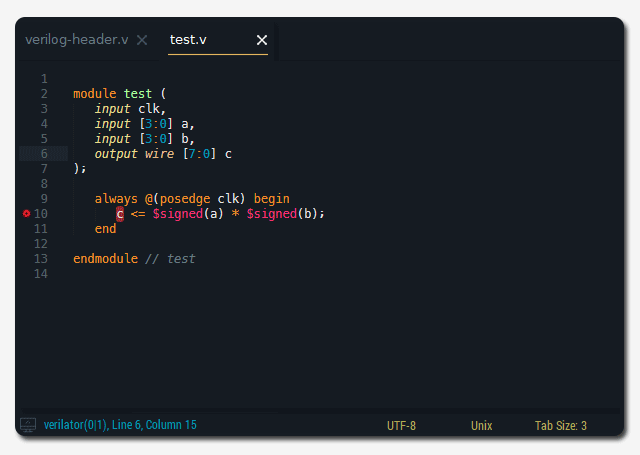 verilog-header.v
test.v
1
2 module test (
3 input clk,
4 input [3:0] a,
5 input [3:0] b,
6 output wire [7:0] c
7 );
8
9 always @(posedge clk) begin
10 c <= $signed(a) * $signed(b);
11 end
12
13 endmodule // test
14
verilator(0|1), Line 6, Column 15 UTF-8 Unix Tab Size: 3